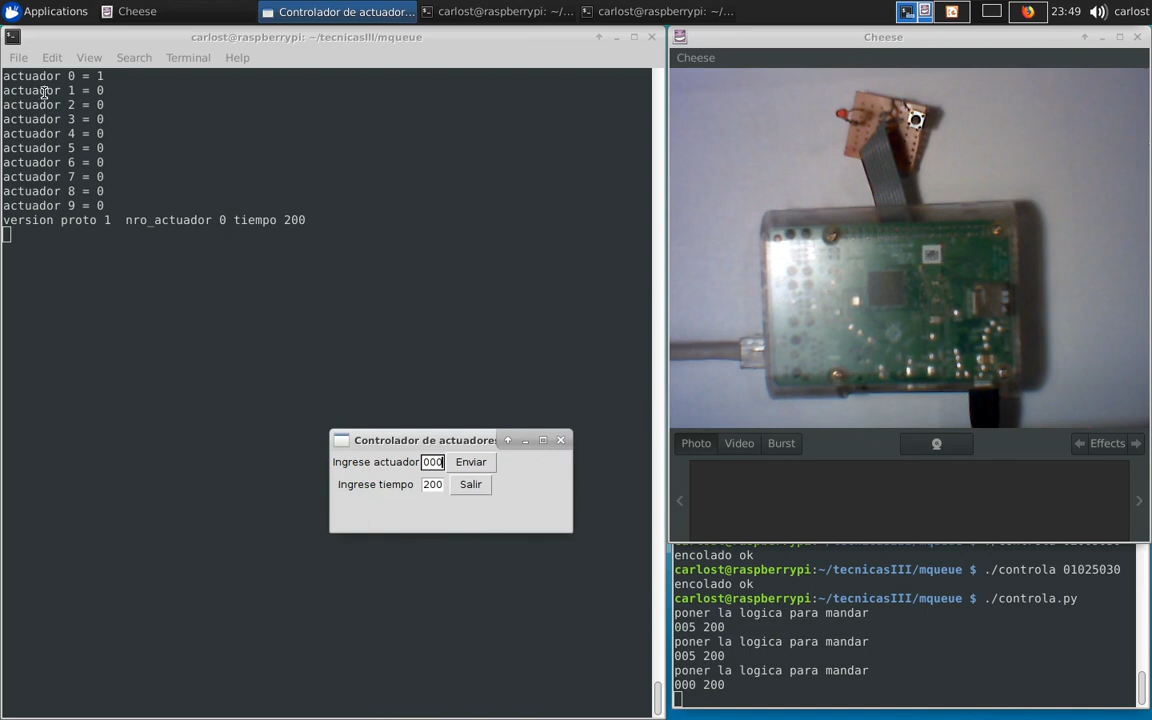 Applications
Cheese
Controlador de actuador...
carlost@raspberrypi: ~/...
carlost@raspberrypi: ~/...
23:49
carlost
carlost@raspberrypi: ~/tecnicasIII/mqueue
File Edit View Search Terminal Help
actuador 0 = 1
actuador 1 = 0
actuador 2 = 0
actuador 3 = 0
actuador 4 = 0
actuador 5 = 0
actuador 6 = 0
actuador 7 = 0
actuador 8 = 0
actuador 9 = 0
version proto 1  nro_actuador 0 tiempo 200
Controlador de actuadores
Ingrese actuador 000 Enviar
Ingrese tiempo 200 Salir
Cheese
Cheese
Photo Video Burst Effects
encolado ok
carlost@raspberrypi:~/tecnicasIII/mqueue $ ./controla 01025030
encolado ok
carlost@raspberrypi:~/tecnicasIII/mqueue $ ./controla.py
poner la logica para mandar
005 200
poner la logica para mandar
005 200
poner la logica para mandar
000 200